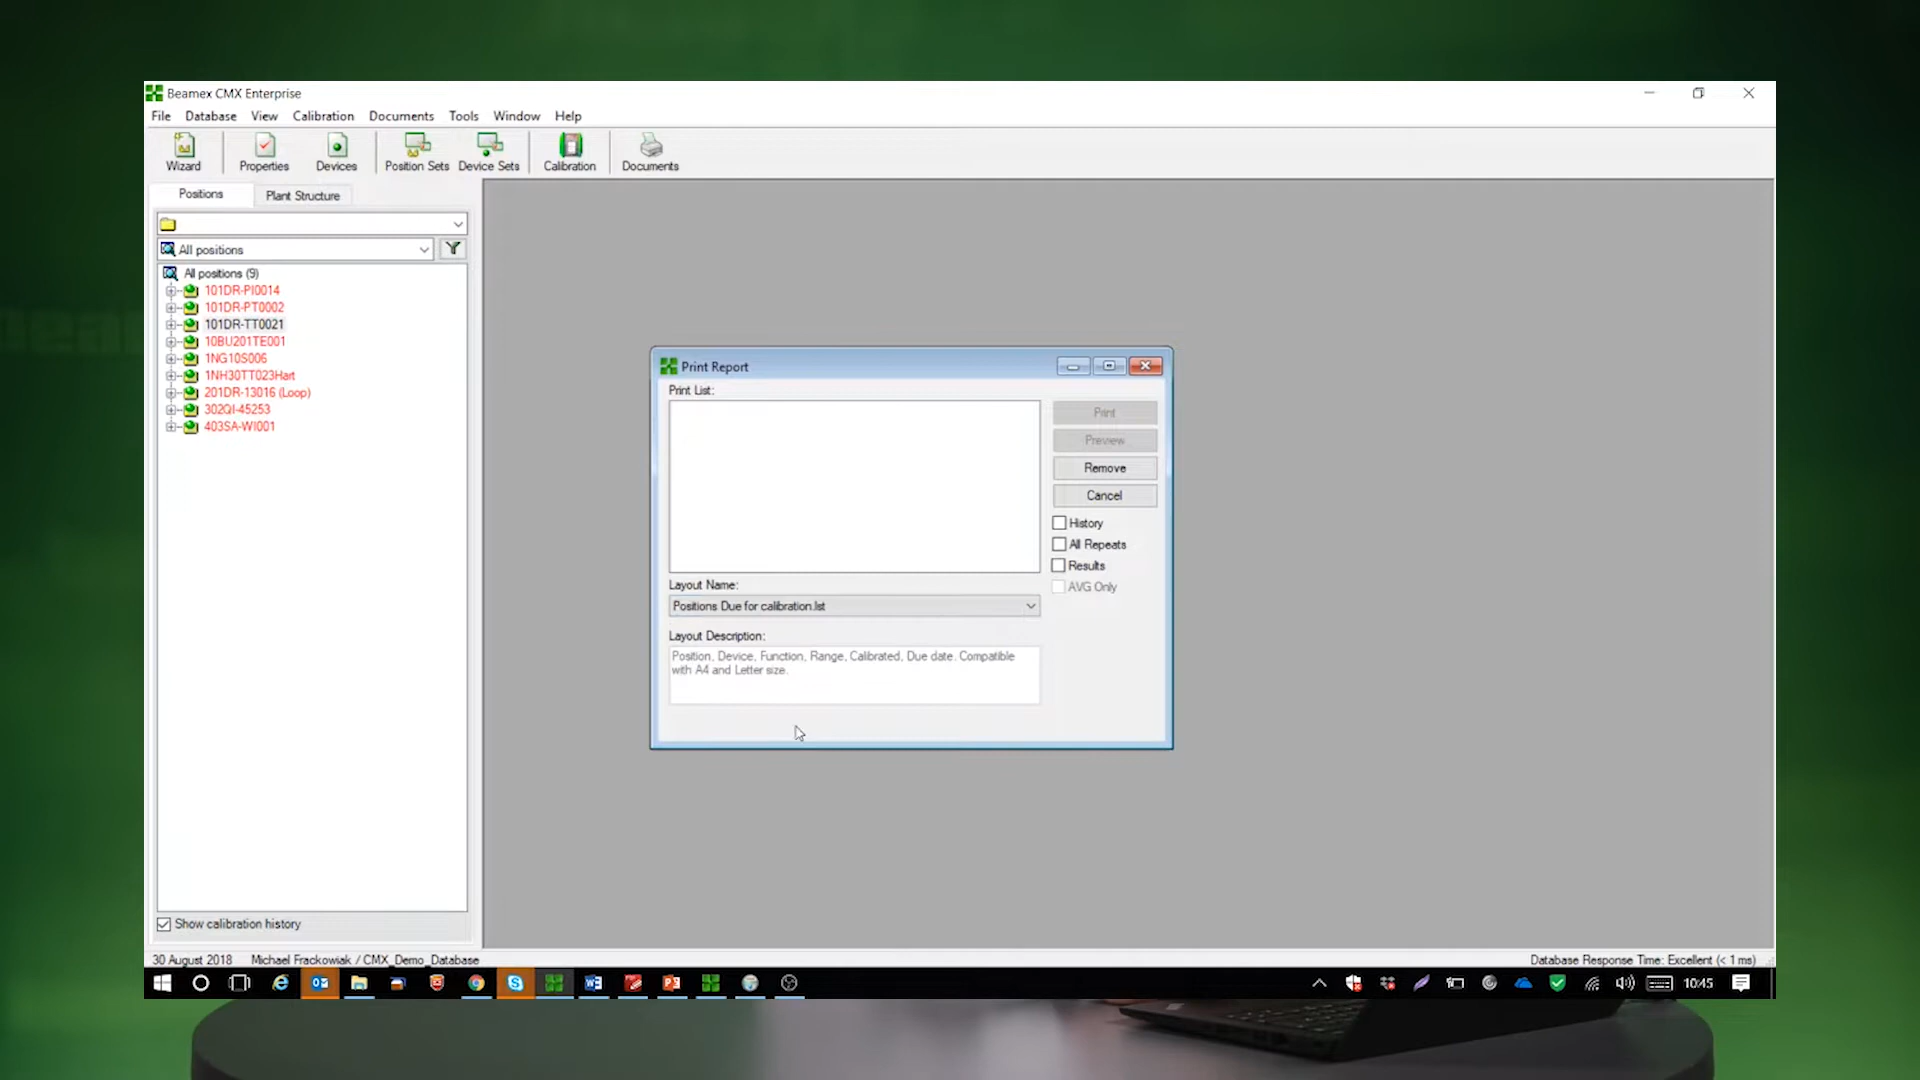 Beamex CMX Enterprise
File Database View Calibration Documents Tools Window Help
Wizard Properties Devices Position Sets Device Sets Calibration Documents
Positions Plant Structure
All positions
All positions (9)
101DR-PI0014
101DR-PT0002
101DR-TT0021
10BU201TE001
1NG10S006
1NH30TT023Hart
201DR-13016 (Loop)
302QI-45253
403SA-WI001
Show calibration history
Print Report
Print List:
Print
Preview
Remove
Cancel
History
All Repeats
Results
AVG Only
Layout Name:
Positions Due for calibration.lst
Layout Description:
Position, Device, Function, Range, Calibrated, Due date. Compatible
with A4 and Letter size.
30 August 2018 Michael Frackowiak / CMX_Demo_Database Database Response Time: Excellent (< 1 ms)
10:45